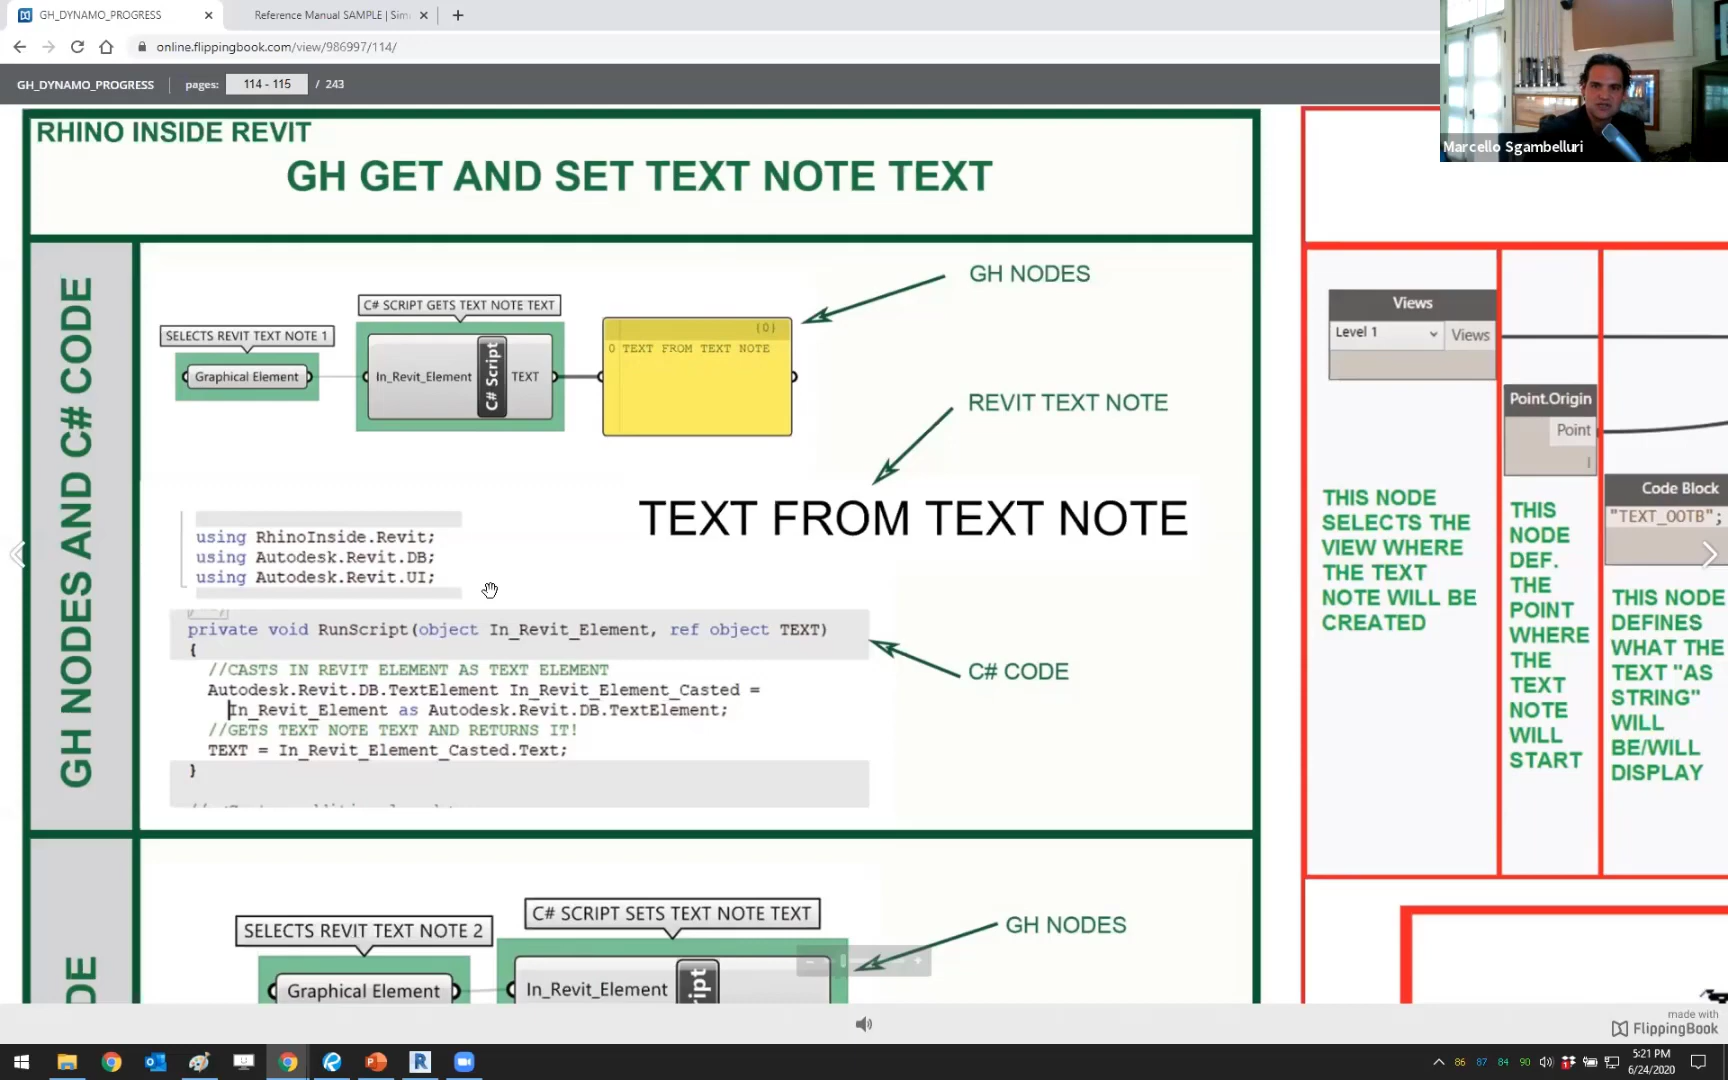 GH_DYNAMO_PROGRESS
Reference Manual SAMPLE | Sim
online.flippingbook.com/view/986997/114/
GH_DYNAMO_PROGRESS
pages:
114 - 115
/ 243
Marcello Sgambelluri
RHINO INSIDE REVIT
GH GET AND SET TEXT NOTE TEXT
GH NODES AND C# CODE
C# SCRIPT GETS TEXT NOTE TEXT
SELECTS REVIT TEXT NOTE 1
Graphical Element
In_Revit_Element
C# Script
TEXT
{0}
0 TEXT FROM TEXT NOTE
GH NODES
REVIT TEXT NOTE
TEXT FROM TEXT NOTE
using RhinoInside.Revit;
using Autodesk.Revit.DB;
using Autodesk.Revit.UI;
private void RunScript(object In_Revit_Element, ref object TEXT)
{
//CASTS IN REVIT ELEMENT AS TEXT ELEMENT
Autodesk.Revit.DB.TextElement In_Revit_Element_Casted =
In_Revit_Element as Autodesk.Revit.DB.TextElement;
//GETS TEXT NOTE TEXT AND RETURNS IT!
TEXT = In_Revit_Element_Casted.Text;
}
C# CODE
DE
C# SCRIPT SETS TEXT NOTE TEXT
SELECTS REVIT TEXT NOTE 2
Graphical Element
In_Revit_Element
ript
GH NODES
Views
Level 1
Views
THIS NODE
SELECTS THE
VIEW WHERE
THE TEXT
NOTE WILL BE
CREATED
Point.Origin
Point
THIS
NODE
DEF.
THE
POINT
WHERE
THE
TEXT
NOTE
WILL
START
Code Block
"TEXT_OOTB";
THIS NODE
DEFINES
WHAT THE
TEXT "AS
STRING"
WILL
BE/WILL
DISPLAY
made with
FlippingBook
86
87
84
90
5:21 PM
6/24/2020